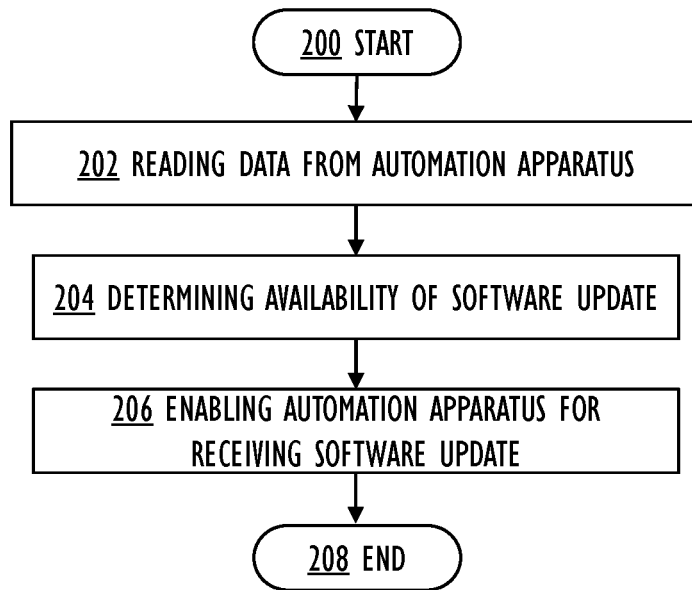 200 START
202 READING DATA FROM AUTOMATION APPARATUS
204 DETERMINING AVAILABILITY OF SOFTWARE UPDATE
206 ENABLING AUTOMATION APPARATUS FOR
RECEIVING SOFTWARE UPDATE
208 END